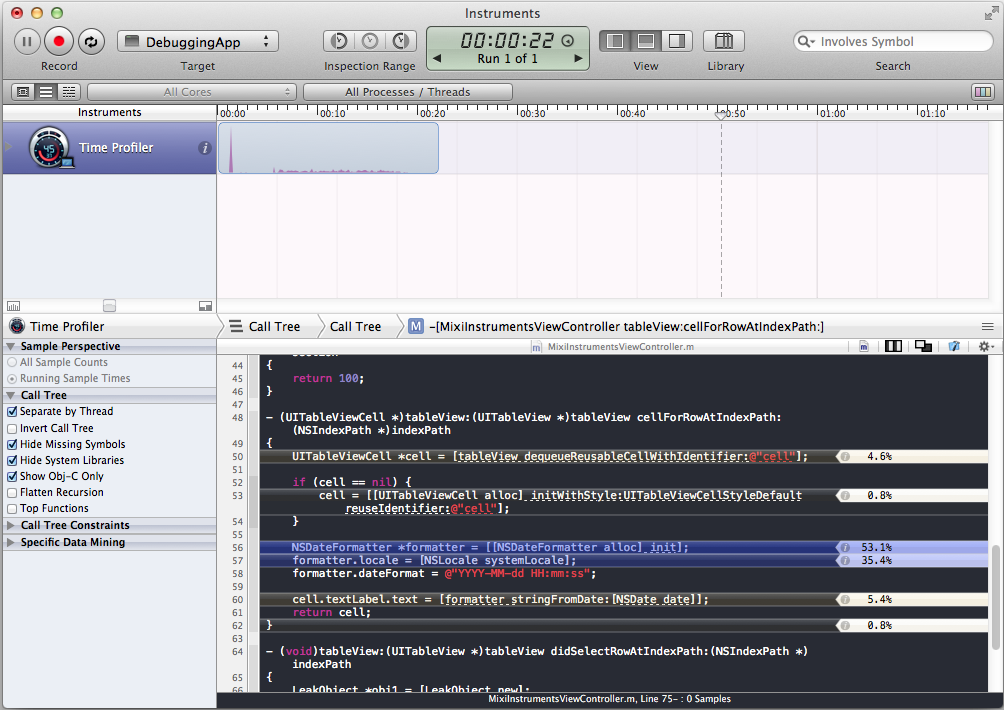 Instruments
DebuggingApp
00:00:22
Run 1 of 1
Involves Symbol
Record
Target
Inspection Range
View
Library
Search
All Cores
All Processes / Threads
Instruments
00:00
00:10
00:20
00:30
00:40
00:50
01:00
01:10
Time Profiler
Time Profiler
Call Tree
Call Tree
M -[MixiInstrumentsViewController tableView:cellForRowAtIndexPath:]
Sample Perspective
All Sample Counts
Running Sample Times
Call Tree
Separate by Thread
Invert Call Tree
Hide Missing Symbols
Hide System Libraries
Show Obj-C Only
Flatten Recursion
Top Functions
Call Tree Constraints
Specific Data Mining
m MixiInstrumentsViewController.m
44 {
45 return 100;
46 }
47
48 - (UITableViewCell *)tableView:(UITableView *)tableView cellForRowAtIndexPath:
(NSIndexPath *)indexPath
49 {
50 UITableViewCell *cell = [tableView dequeueReusableCellWithIdentifier:@"cell"]; 4.6%
51
52 if (cell == nil) {
53 cell = [[UITableViewCell alloc] initWithStyle:UITableViewCellStyleDefault 0.8%
reuseIdentifier:@"cell"];
54 }
55
56 NSDateFormatter *formatter = [[NSDateFormatter alloc] init]; 53.1%
57 formatter.locale = [NSLocale systemLocale]; 35.4%
58 formatter.dateFormat = @"YYYY-MM-dd HH:mm:ss";
59
60 cell.textLabel.text = [formatter stringFromDate:[NSDate date]]; 5.4%
61 return cell;
62 } 0.8%
63
64 - (void)tableView:(UITableView *)tableView didSelectRowAtIndexPath:(NSIndexPath *)
indexPath
65 {
66 LeakObject *obj1 = [LeakObject new];
MixiInstrumentsViewController.m, Line 75- : 0 Samples